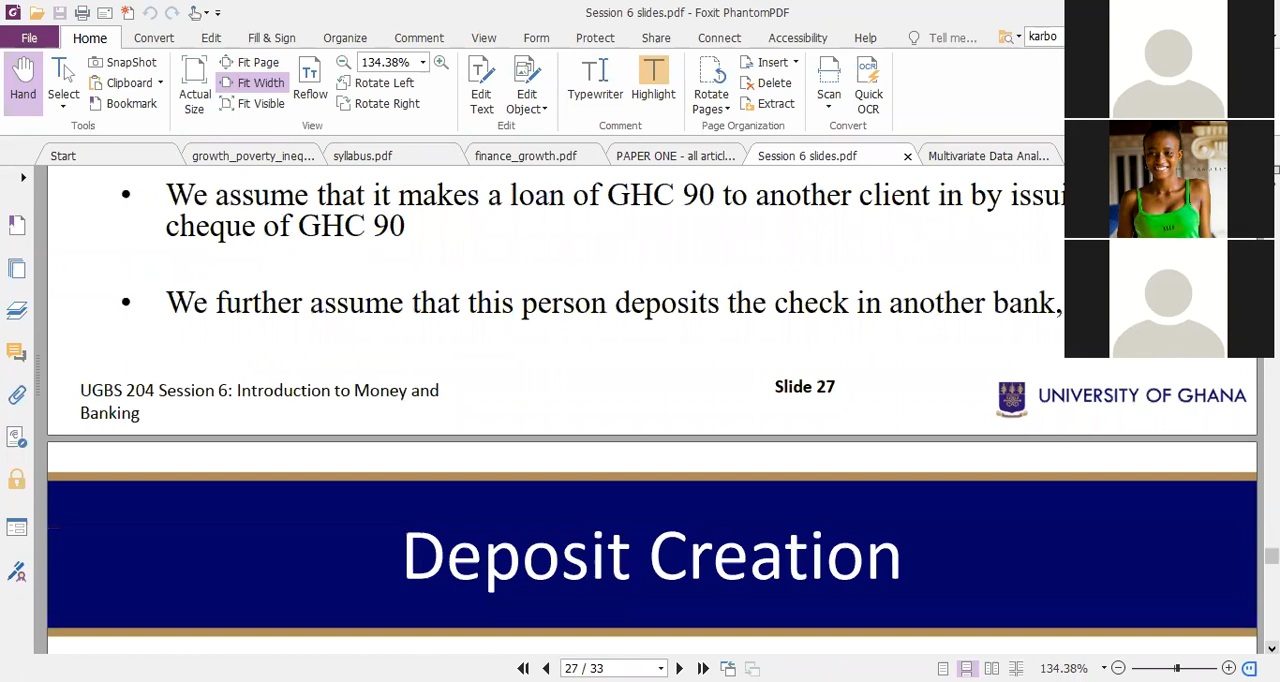 Session 6 slides.pdf - Foxit PhantomPDF
File Home Convert Edit Fill & Sign Organize Comment View Form Protect Share Connect Accessibility Help Tell me... karbo
Hand
Select
SnapShot
Clipboard
Bookmark
Tools
Actual Size
Fit Page
Fit Width
Fit Visible
Reflow
134.38%
Rotate Left
Rotate Right
View
Edit Text
Edit Object
Edit
Typewriter
Highlight
Comment
Rotate Pages
Insert
Delete
Extract
Page Organization
Scan
Quick OCR
Convert
Start growth_poverty_ineq... syllabus.pdf finance_growth.pdf PAPER ONE - all articl... Session 6 slides.pdf Multivariate Data Anal...
• We assume that it makes a loan of GHC 90 to another client in by issui
cheque of GHC 90
• We further assume that this person deposits the check in another bank,
UGBS 204 Session 6: Introduction to Money and
Banking
Slide 27
UNIVERSITY OF GHANA
Deposit Creation
27 / 33
134.38%